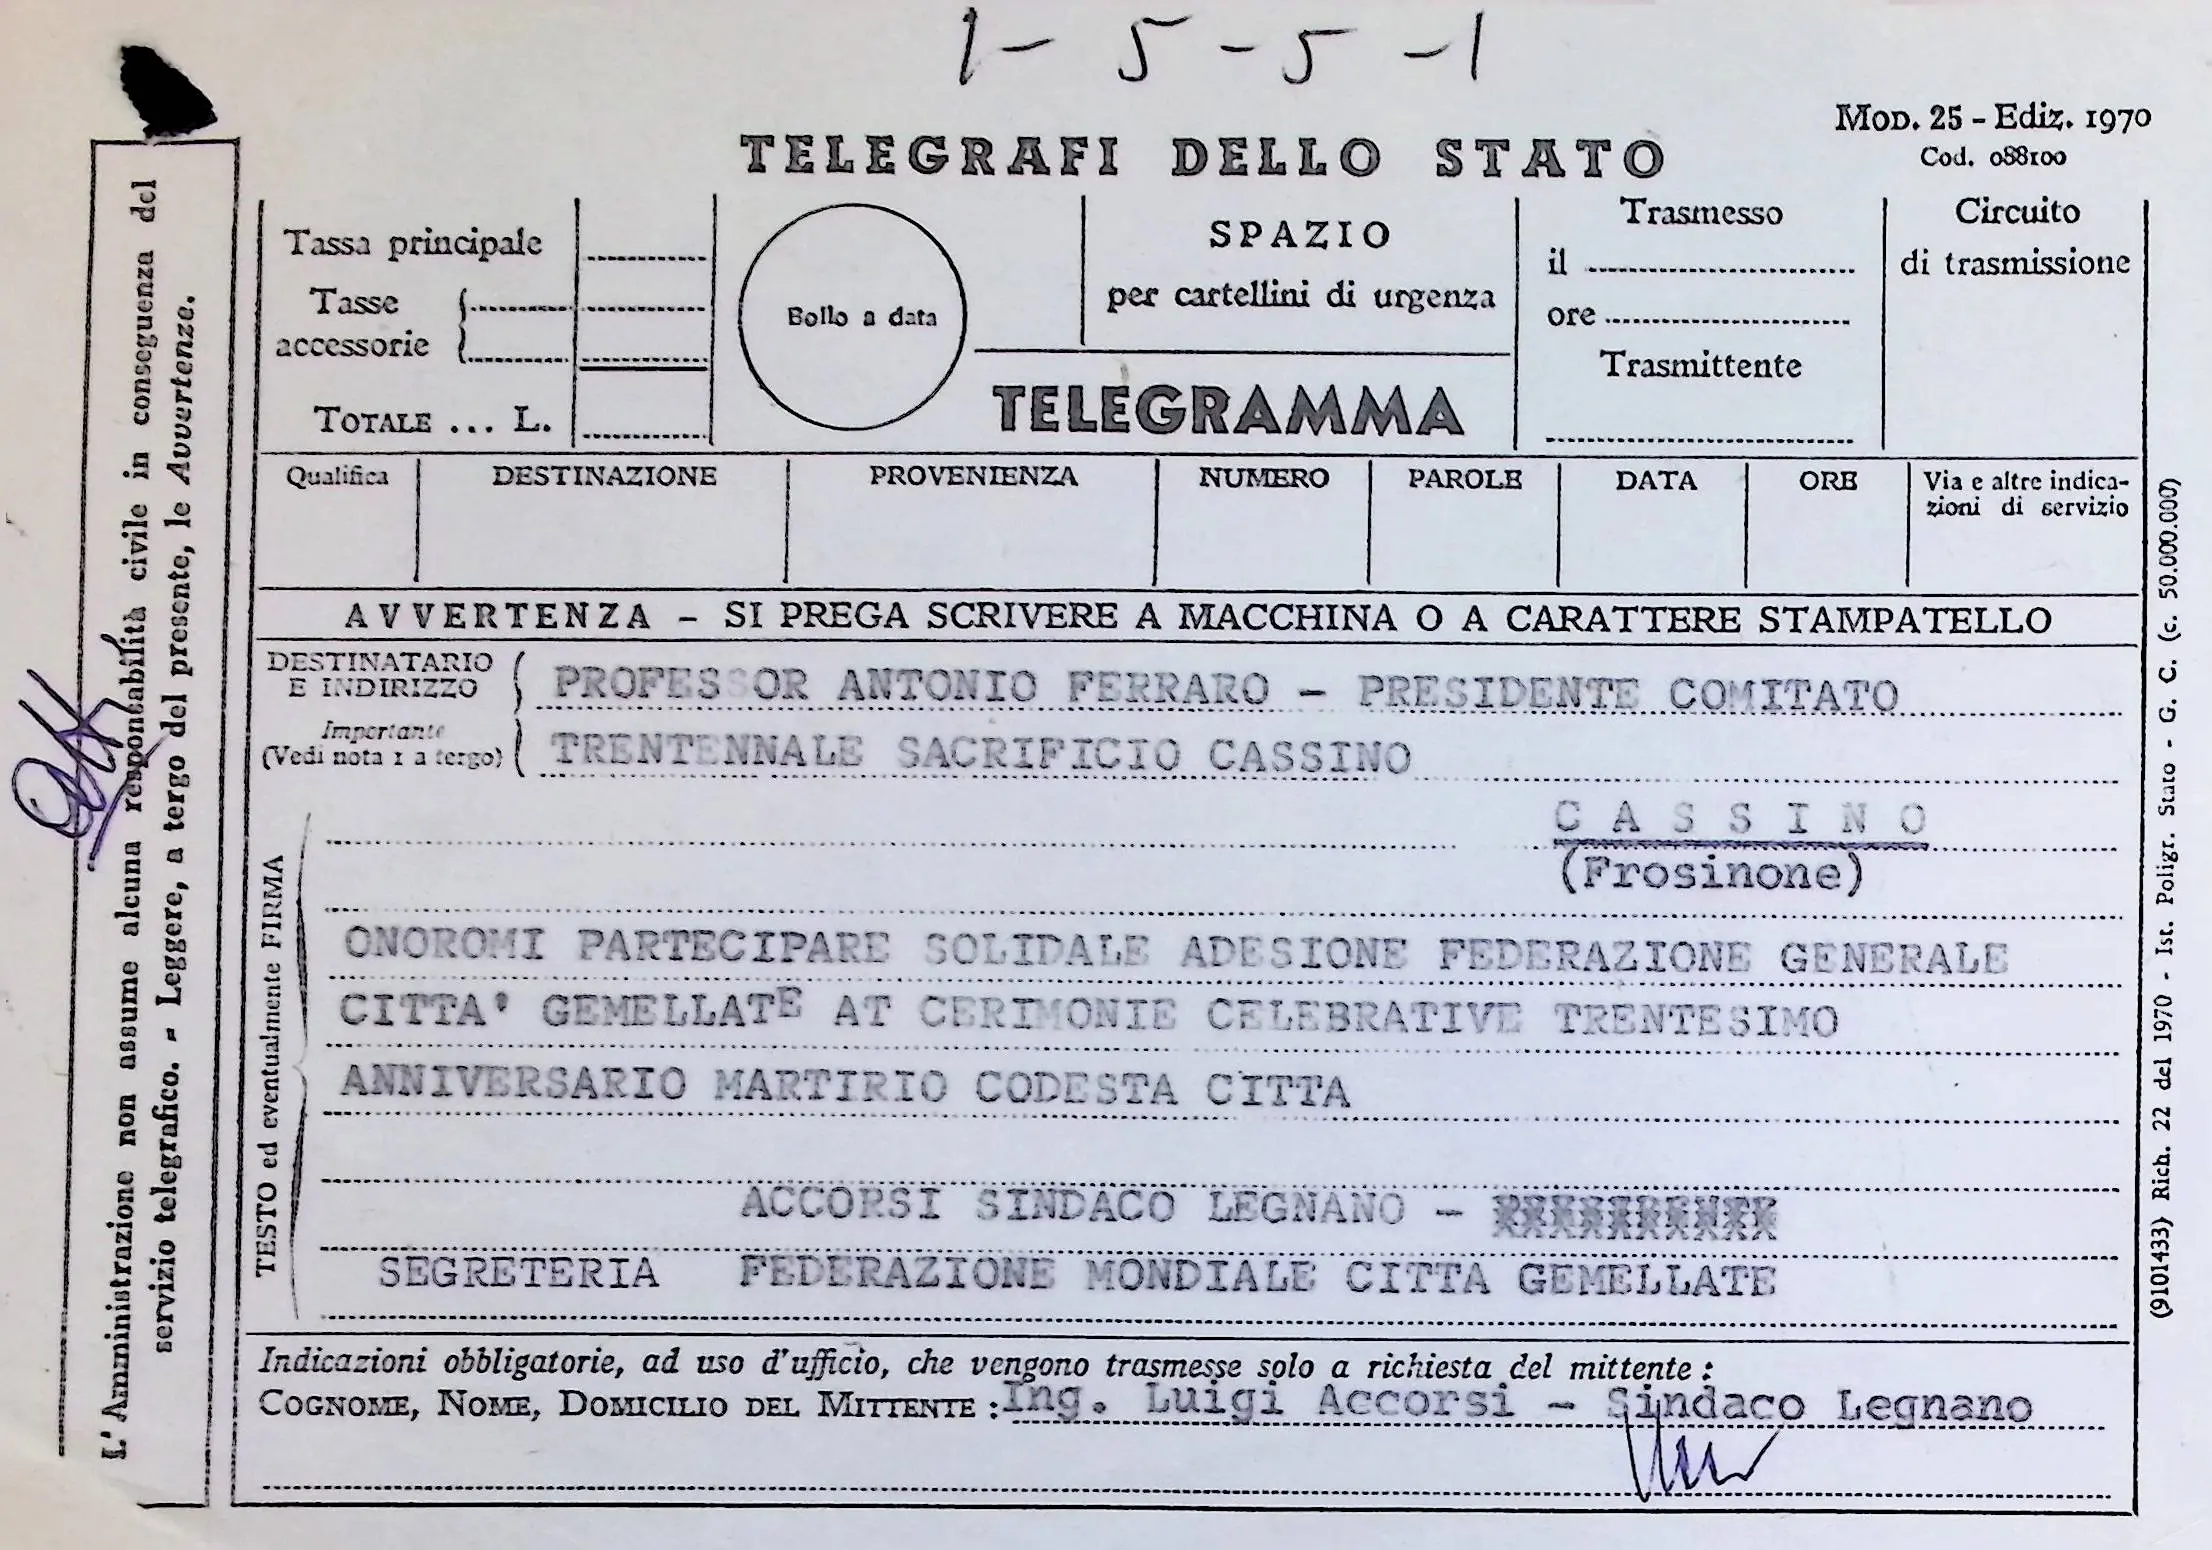 1 - 5 - 5 - 1
MOD. 25 - Ediz. 1970
Cod. 088100
TELEGRAFI DELLO STATO
Tassa principale
Tasse
accessorie
TOTALE ... L.
Bollo a data
SPAZIO
per cartellini di urgenza
TELEGRAMMA
Trasmesso
il
ore
Trasmittente
Circuito
di trasmissione
Qualifica DESTINAZIONE PROVENIENZA NUMERO PAROLE DATA ORE Via e altre indica-
zioni di servizio
AVVERTENZA - SI PREGA SCRIVERE A MACCHINA O A CARATTERE STAMPATELLO
DESTINATARIO
E INDIRIZZO
PROFESSOR ANTONIO FERRARO - PRESIDENTE COMITATO
Importante
(Vedi nota 1 a tergo)
TRENTENNALE SACRIFICIO CASSINO
C A S S I N O
(Frosinone)
TESTO ed eventualmente FIRMA
ONOROMI PARTECIPARE SOLIDALE ADESIONE FEDERAZIONE GENERALE
CITTA' GEMELLATE AT CERIMONIE CELEBRATIVE TRENTESIMO
ANNIVERSARIO MARTIRIO CODESTA CITTA
ACCORSI SINDACO LEGNANO -
SEGRETERIA FEDERAZIONE MONDIALE CITTA GEMELLATE
Indicazioni obbligatorie, ad uso d'ufficio, che vengono trasmesse solo a richiesta del mittente :
COGNOME, NOME, DOMICILIO DEL MITTENTE : Ing. Luigi Accorsi - Sindaco Legnano
L'Amministrazione non assume alcuna responsabilità civile in conseguenza del
servizio telegrafico. - Leggere, a tergo del presente, le Avvertenze.
(9101433) Rich. 22 del 1970 - Ist. Poligr. Stato - G. C. (c. 50.000.000)